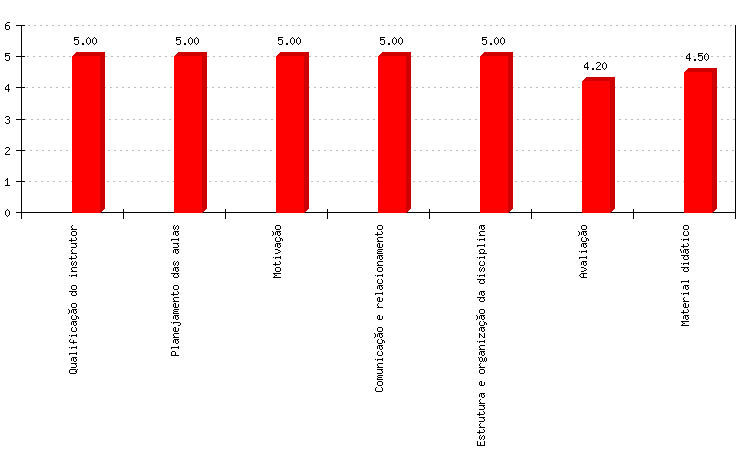 6
5.00 5.00 5.00 5.00 5.00
5
4.20 4.50
4
3
2
1
0
Qualificação do instrutor
Planejamento das aulas
Motivação
Comunicação e relacionamento
Estrutura e organização da disciplina
Avaliação
Material didático